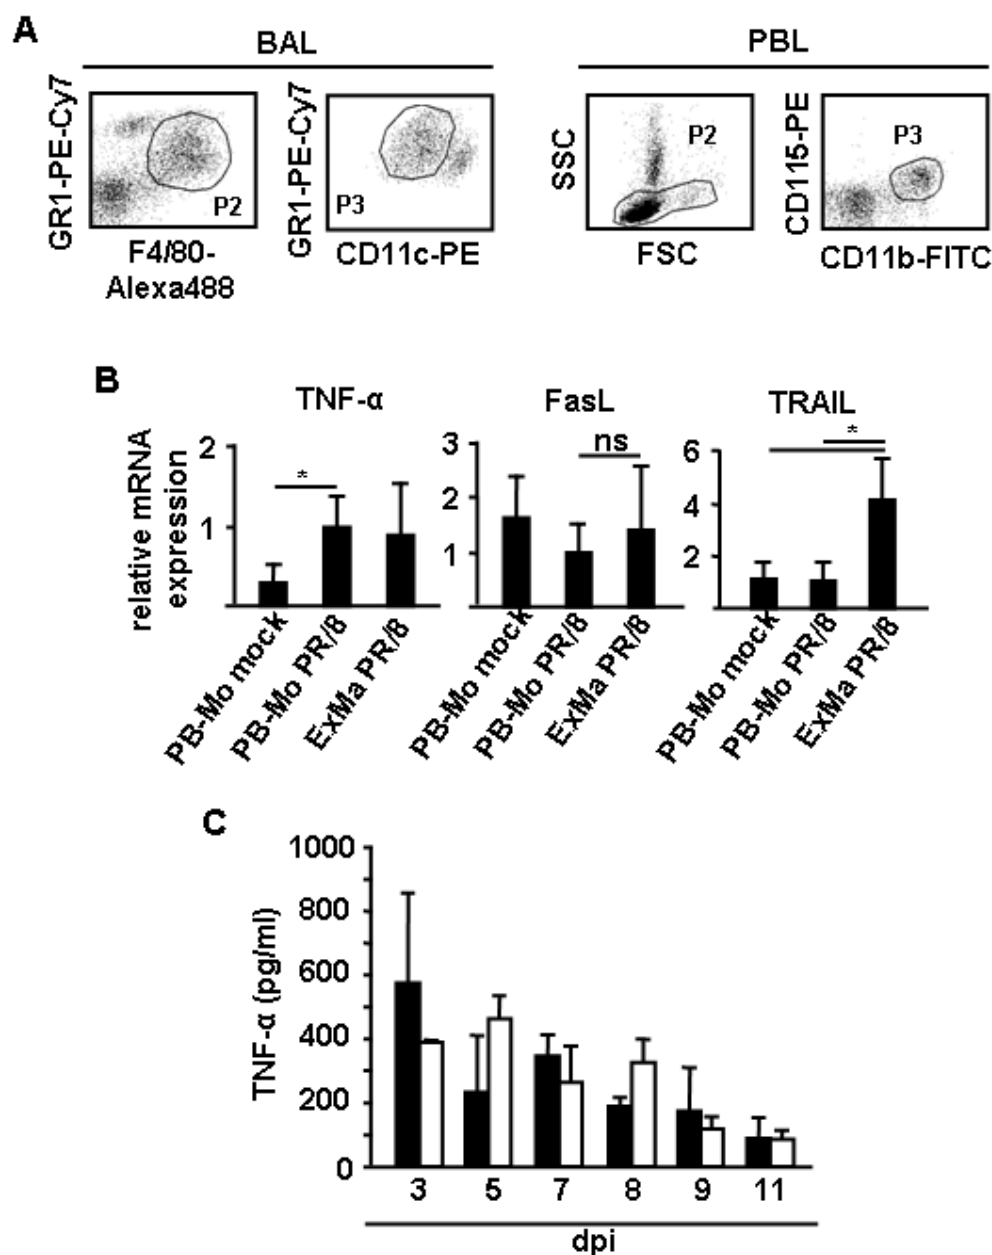 A
BAL
PBL
GR1-PE-Cy7
P2
F4/80-
Alexa488
GR1-PE-Cy7
P3
CD11c-PE
SSC
P2
FSC
CD115-PE
P3
CD11b-FITC
B
relative mRNA
expression
TNF-α
2
1
*
PB-Mo mock
PB-Mo PR/8
ExMa PR/8
FasL
3
2
1
ns
PB-Mo mock
PB-Mo PR/8
ExMa PR/8
TRAIL
6
4
2
*
PB-Mo mock
PB-Mo PR/8
ExMa PR/8
C
TNF-α (pg/ml)
1000
800
600
400
200
0
3 5 7 8 9 11
dpi